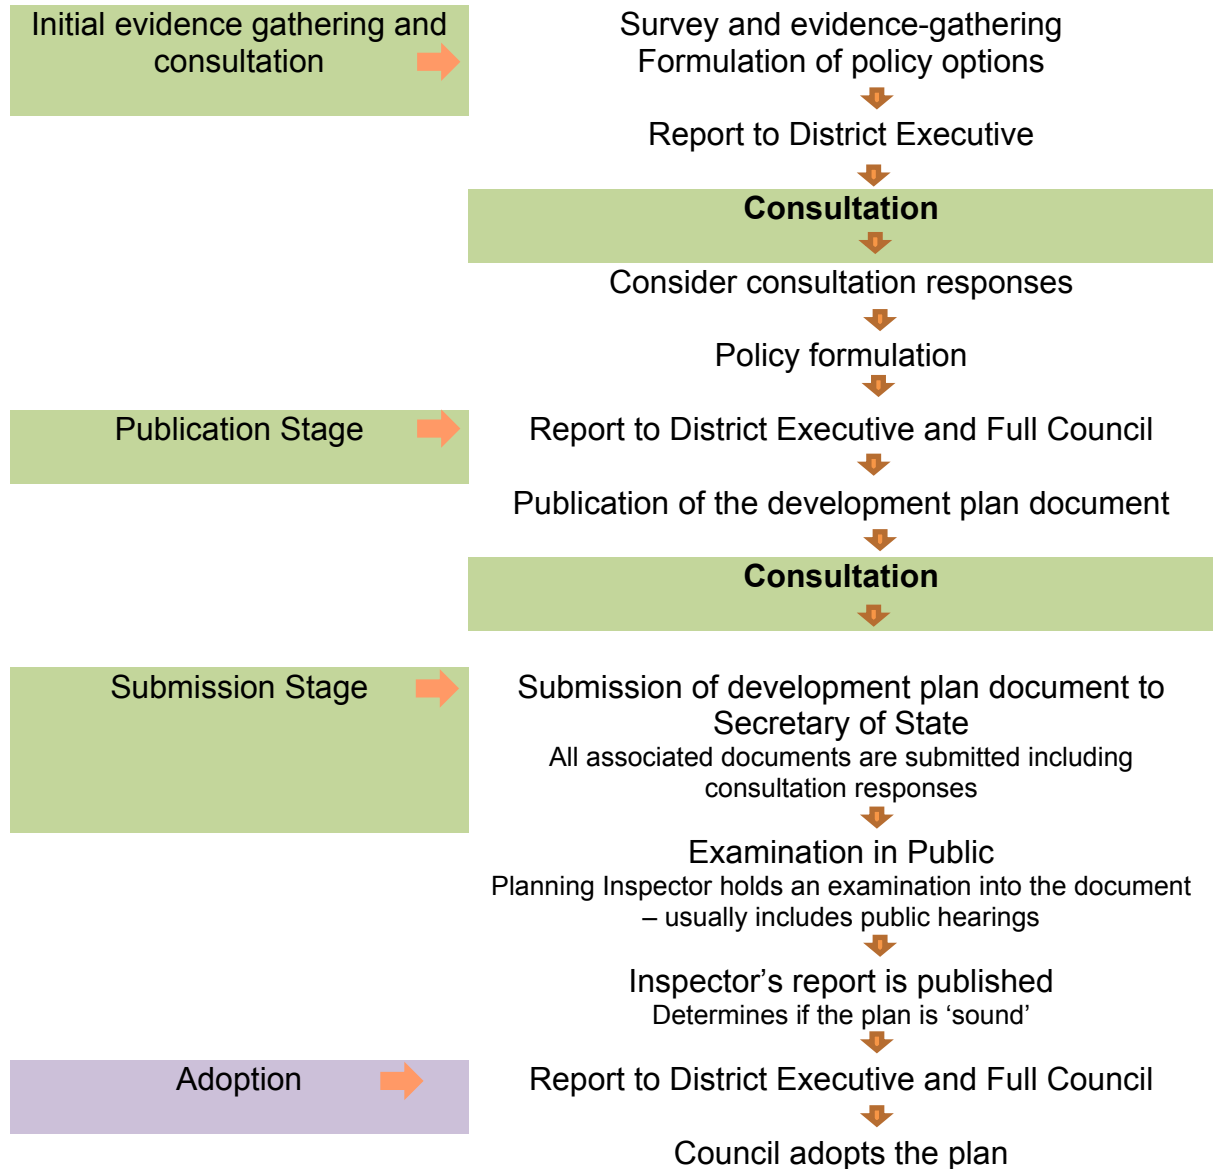 Initial evidence gathering and
consultation
Survey and evidence-gathering
Formulation of policy options
Report to District Executive
Consultation
Consider consultation responses
Policy formulation
Publication Stage
Report to District Executive and Full Council
Publication of the development plan document
Consultation
Submission Stage
Submission of development plan document to
Secretary of State
All associated documents are submitted including
consultation responses
Examination in Public
Planning Inspector holds an examination into the document
– usually includes public hearings
Inspector’s report is published
Determines if the plan is ‘sound’
Adoption
Report to District Executive and Full Council
Council adopts the plan